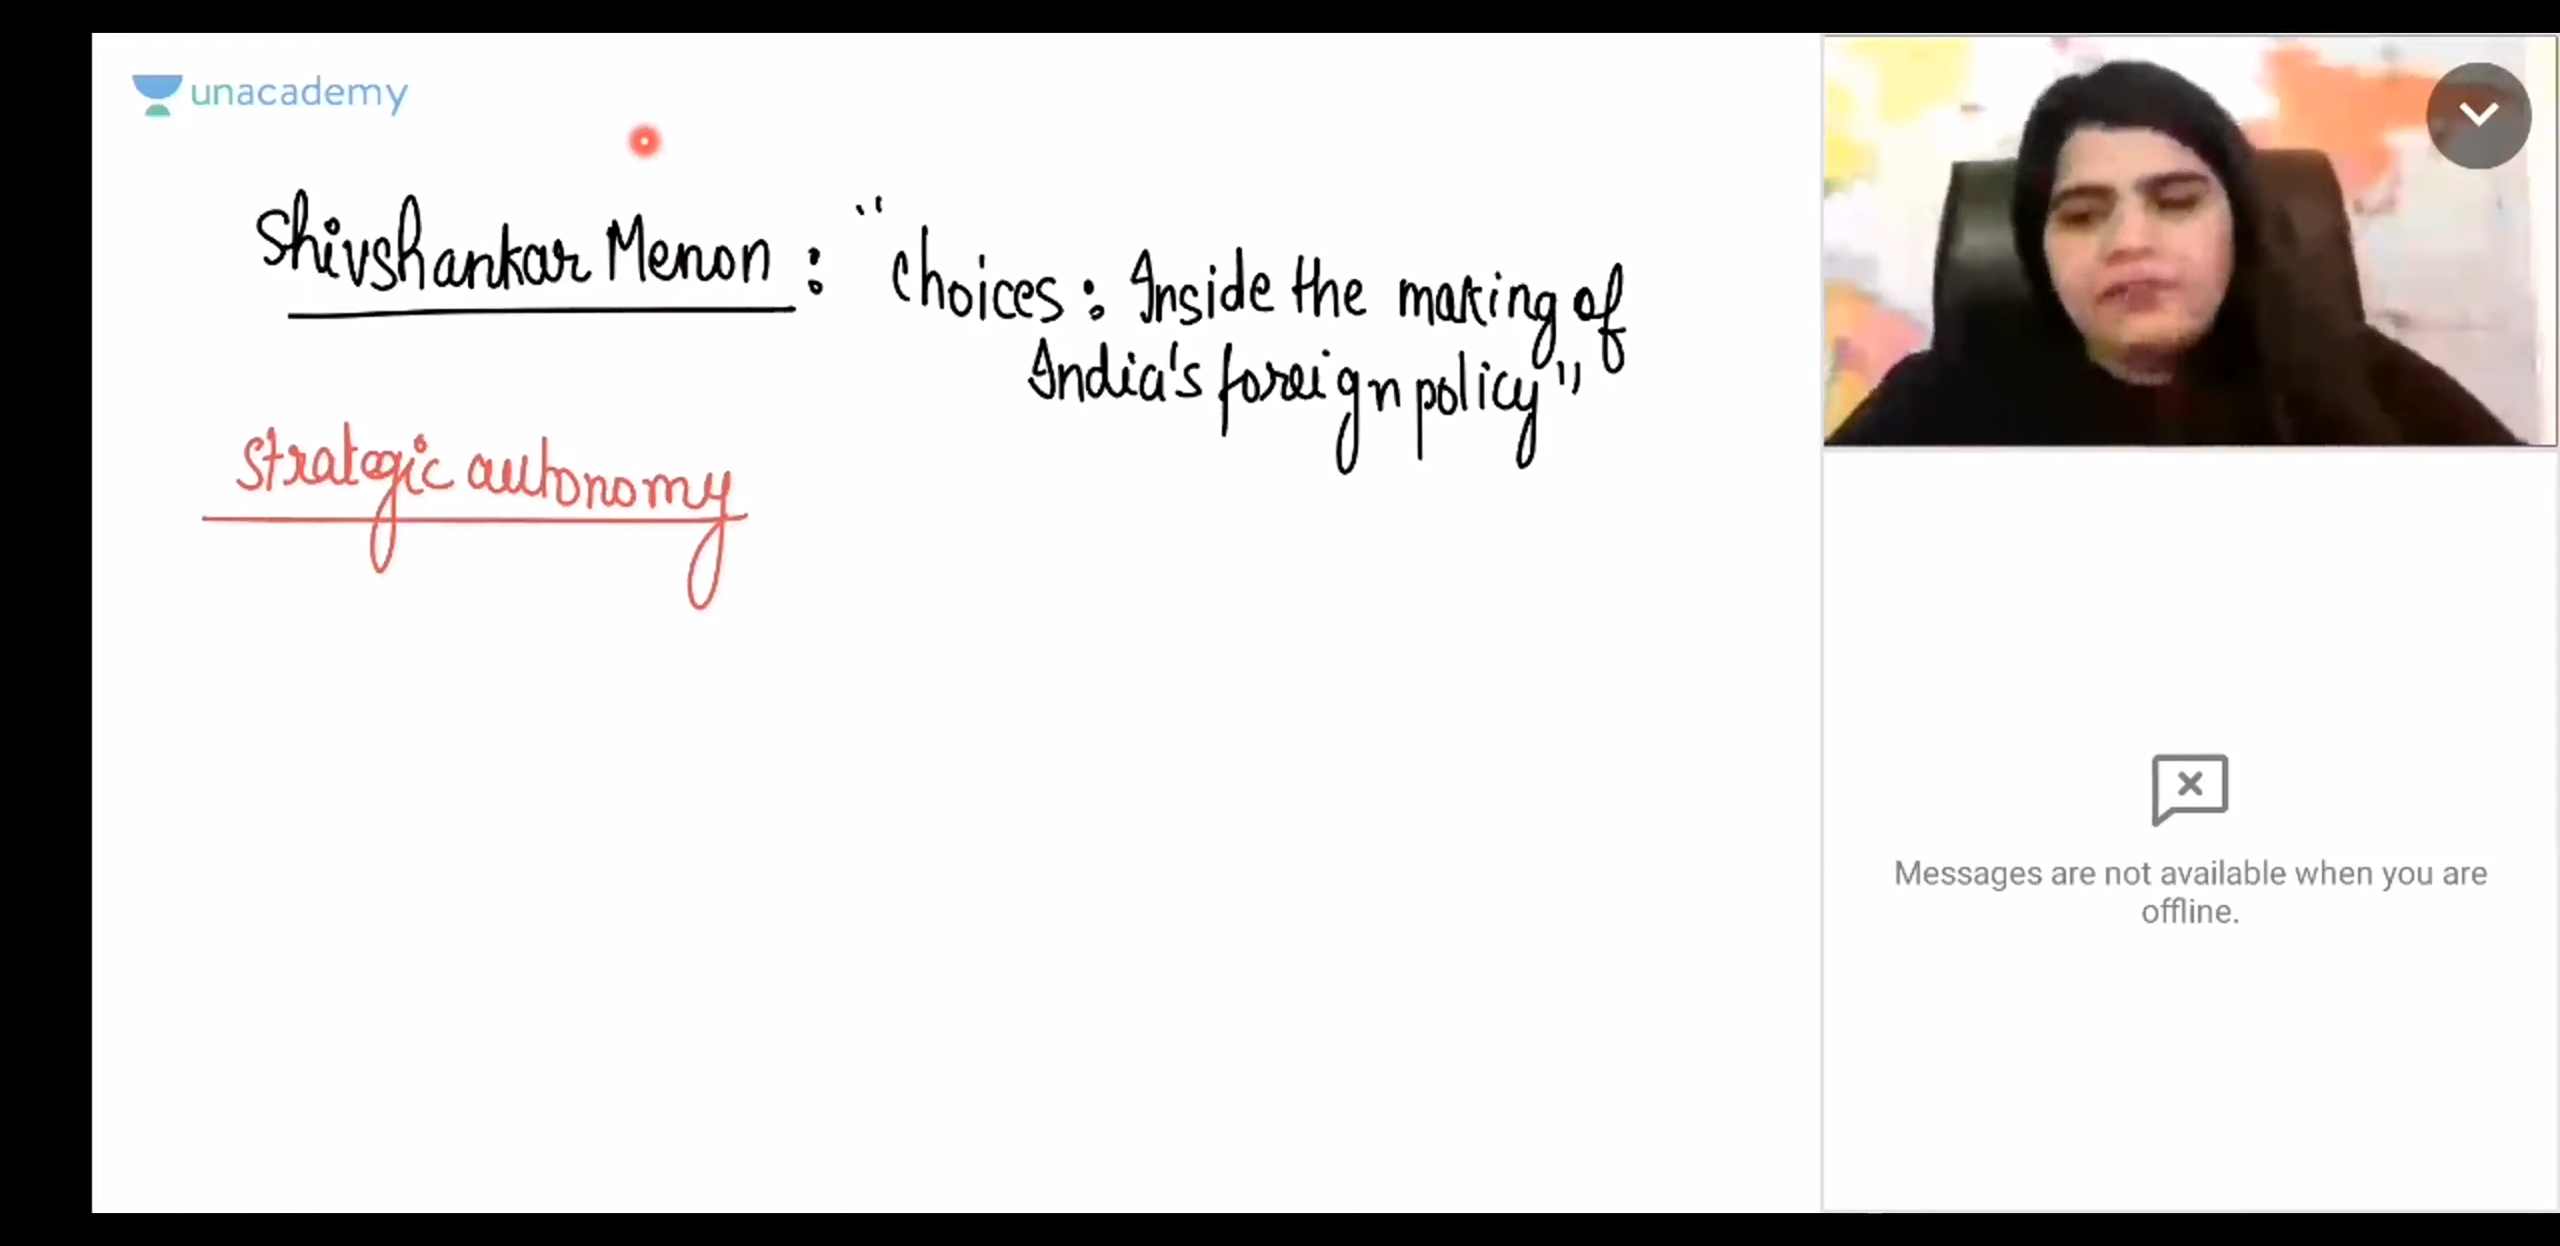 unacademy
Shivshankar Menon : "Choices : Inside the making of
India's foreign policy"
Strategic autonomy
Messages are not available when you are
offline.